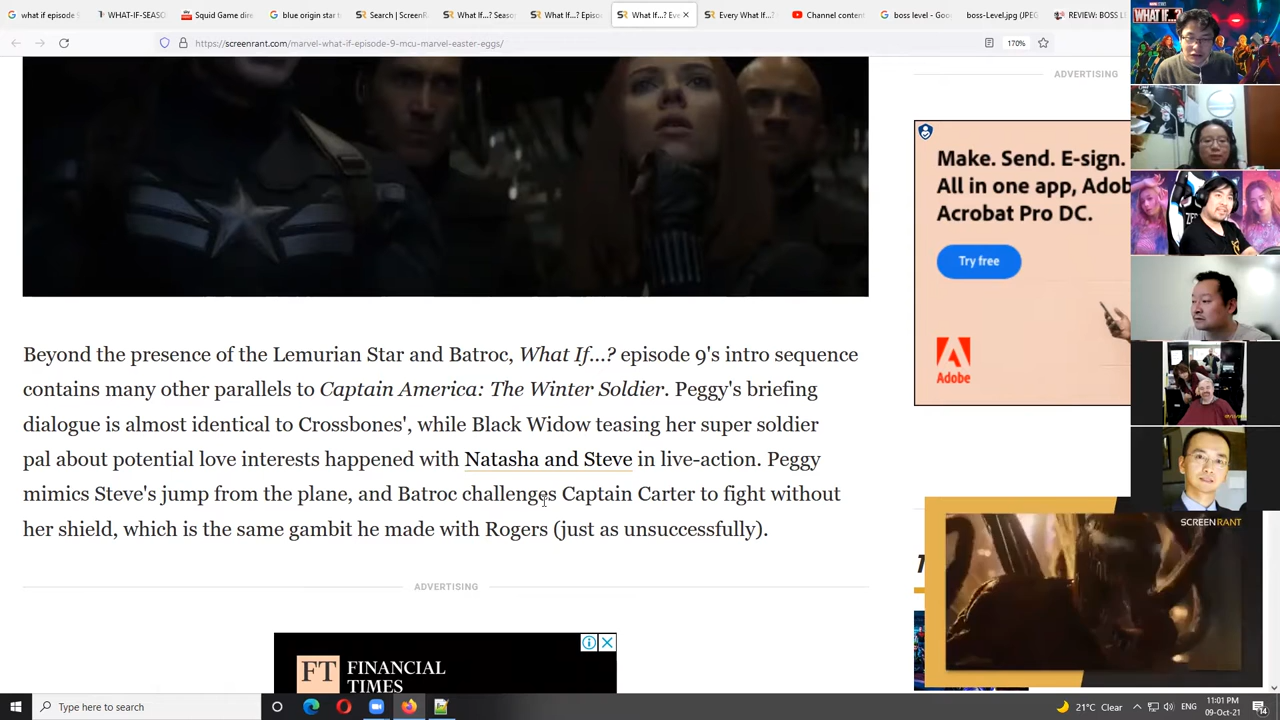 what if episode
WHAT-IF-SEASO
Squid Game dire
blue origin star t
Search | ScreenR
What If...? Seaso
What If...? Episo
What If...? Eve
Every What If...?
Channel content
boss level - Goo
boss-Level.jpg (JPEG
REVIEW: BOSS LE
https://screenrant.com/marvel-what-if-episode-9-mcu-marvel-easter-eggs/
170%
WHAT IF...?
ADVERTISING
Make. Send. E-sign.
All in one app, Adob
Acrobat Pro DC.
Try free
Adobe
Beyond the presence of the Lemurian Star and Batroc, What If...? episode 9's intro sequence
contains many other parallels to Captain America: The Winter Soldier. Peggy's briefing
dialogue is almost identical to Crossbones', while Black Widow teasing her super soldier
pal about potential love interests happened with Natasha and Steve in live-action. Peggy
mimics Steve's jump from the plane, and Batroc challenges Captain Carter to fight without
her shield, which is the same gambit he made with Rogers (just as unsuccessfully).
SCREENRANT
ADVERTISING
FT FINANCIAL
TIMES
Type here to search
21°C Clear
ENG
11:01 PM
09-Oct-21
14